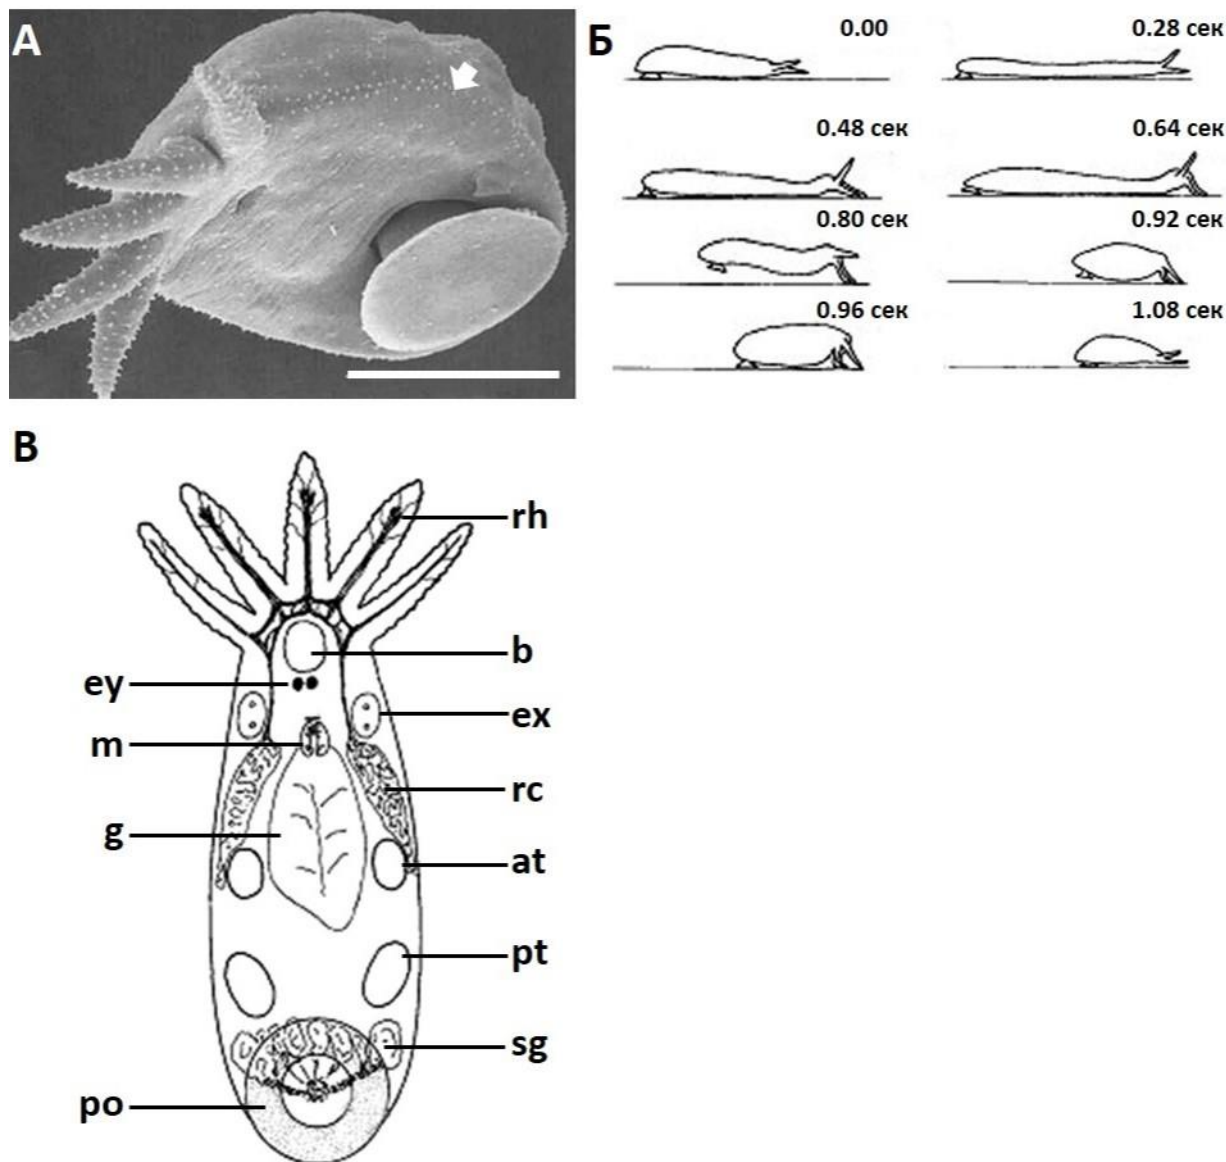 А
Б
0.00
0.28 сек
0.48 сек
0.64 сек
0.80 сек
0.92 сек
0.96 сек
1.08 сек
В
rh
b
ey
ex
m
rc
g
at
pt
sg
po